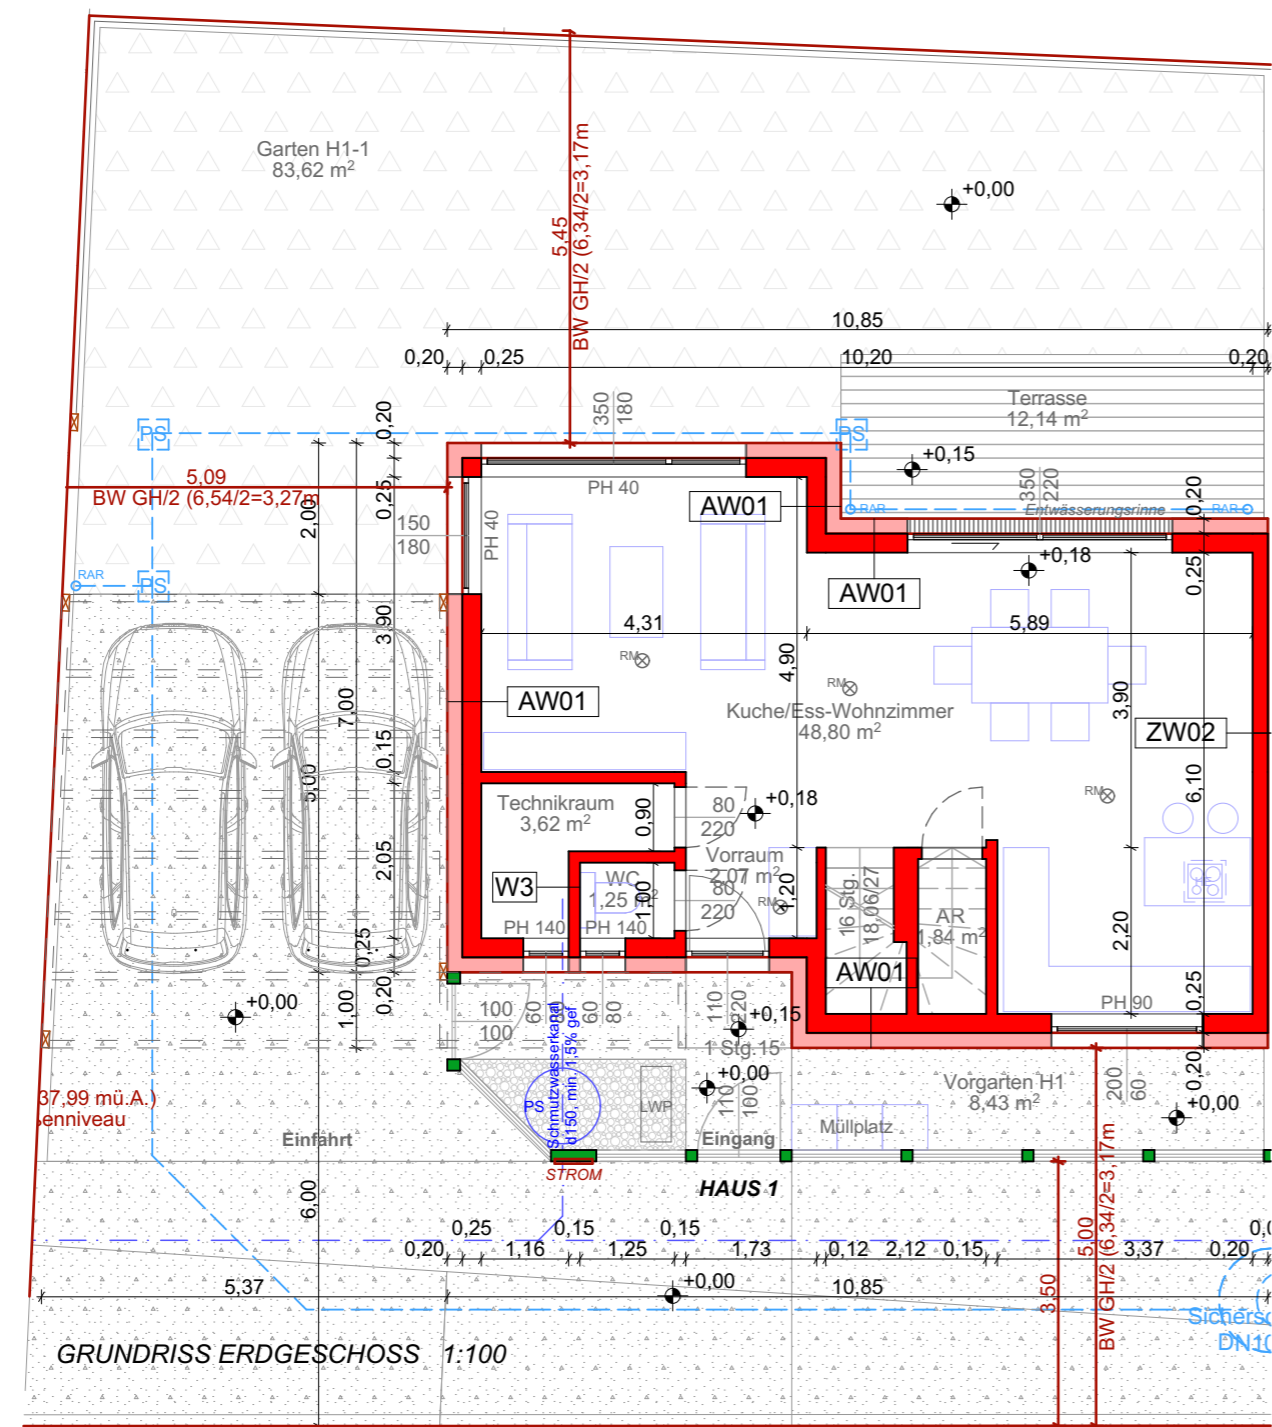 Garten H1-1
83,62 m²
5,45
BW GH/2 (6,34/2=3,17m
+0,00
10,85
0,20
0,25
10,20
0,20
Terrasse
12,14 m²
350
180
PS
PS
0,20
+0,15
5,09
BW GH/2 (6,54/2=3,27m
PH 40
AW01
350
220
0,20
RAR
Entwässerungsrinne
RAR
2,00
0,25
150
180
PH 40
+0,18
RAR
PS
AW01
0,25
3,90
4,31
5,89
RM
4,90
RM
AW01
Kuche/Ess-Wohnzimmer
48,80 m²
3,90
ZW02
7,00
0,15
5,00
6,10
RM
Technikraum
3,62 m²
0,90
80
220
+0,18
2,05
Vorraum
2,07 m²
W3
WC
1,25 m²
1,00
80
220
RM
16 Stg.
18,06/27
AR
1,84 m²
2,20
PH 140
PH 140
0,25
AW01
0,20
1,00
+0,00
100
100
60
60
80
110
220
+0,15
PH 90
0,25
1 Stg.15
Schmutzwasserkanal
d150, min. 1,5% gef
+0,00
0,20
Vorgarten H1
8,43 m²
200
60
+0,00
37,99 mü.A.)
enniveau
PS
LWP
110
100
Müllplatz
Einfahrt
Eingang
STROM
HAUS 1
6,00
0,25
0,15
0,15
5,00
BW GH/2 (6,34/2=3,17m
0,20
1,16
1,25
1,73
0,12
2,12
0,15
3,37
0,20
5,37
+0,00
10,85
3,50
GRUNDRISS ERDGESCHOSS 1:100